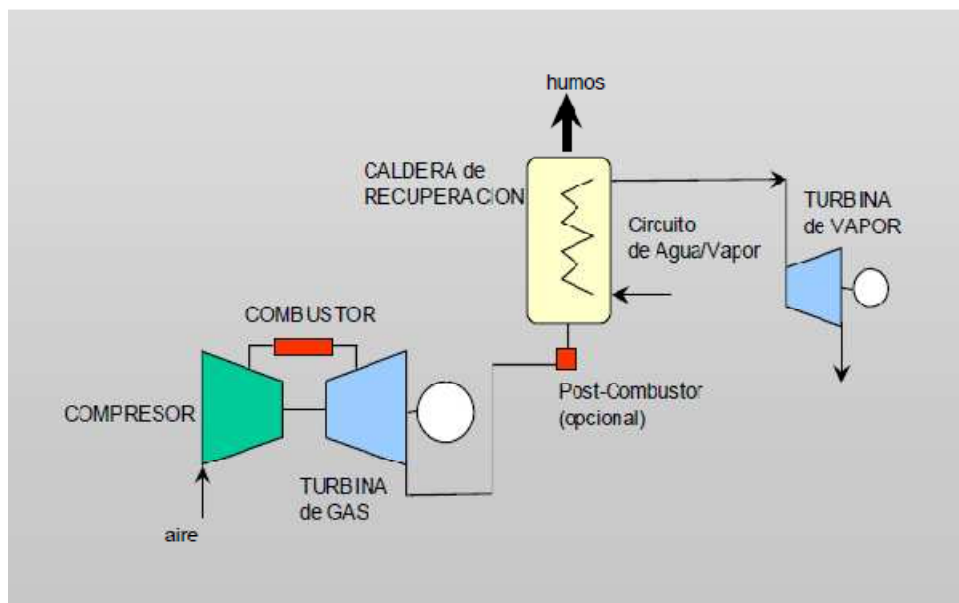 humos
CALDERA de
RECUPERACION
TURBINA
de VAPOR
Circuito
de Agua/Vapor
COMBUSTOR
COMPRESOR
Post-Combustor
(opcional)
TURBINA
de GAS
aire